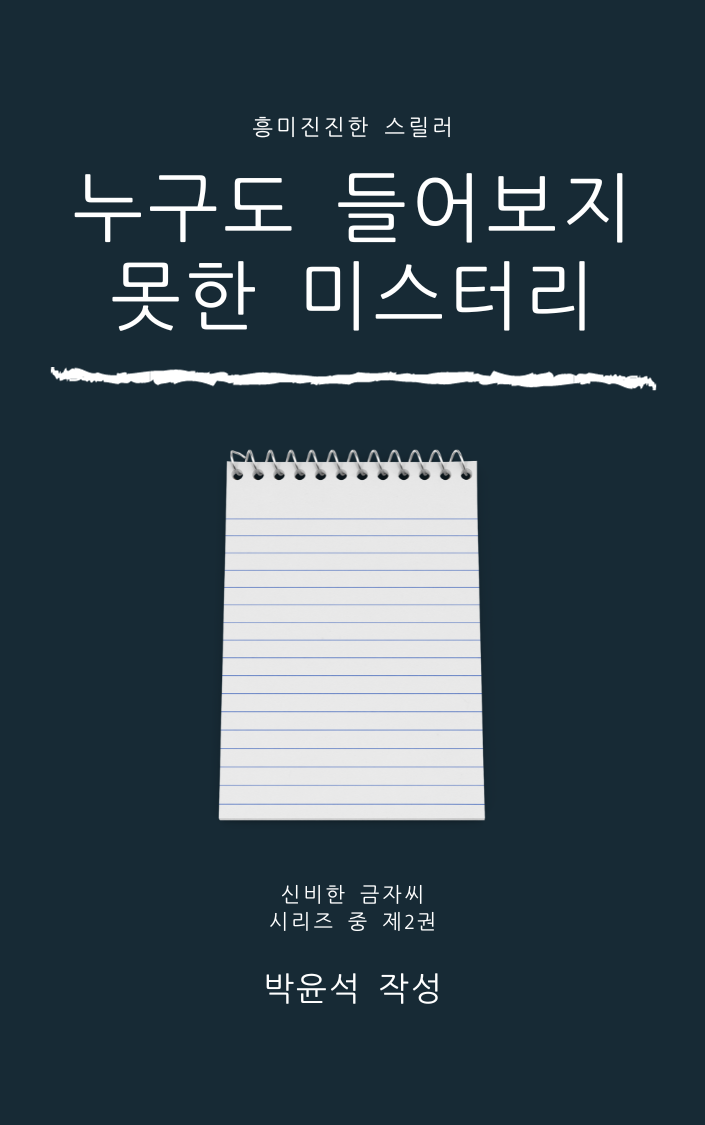 흥미진진한 스릴러
누구도 들어보지
못한 미스터리
신비한 금자씨
시리즈 중 제2권
박윤석 작성